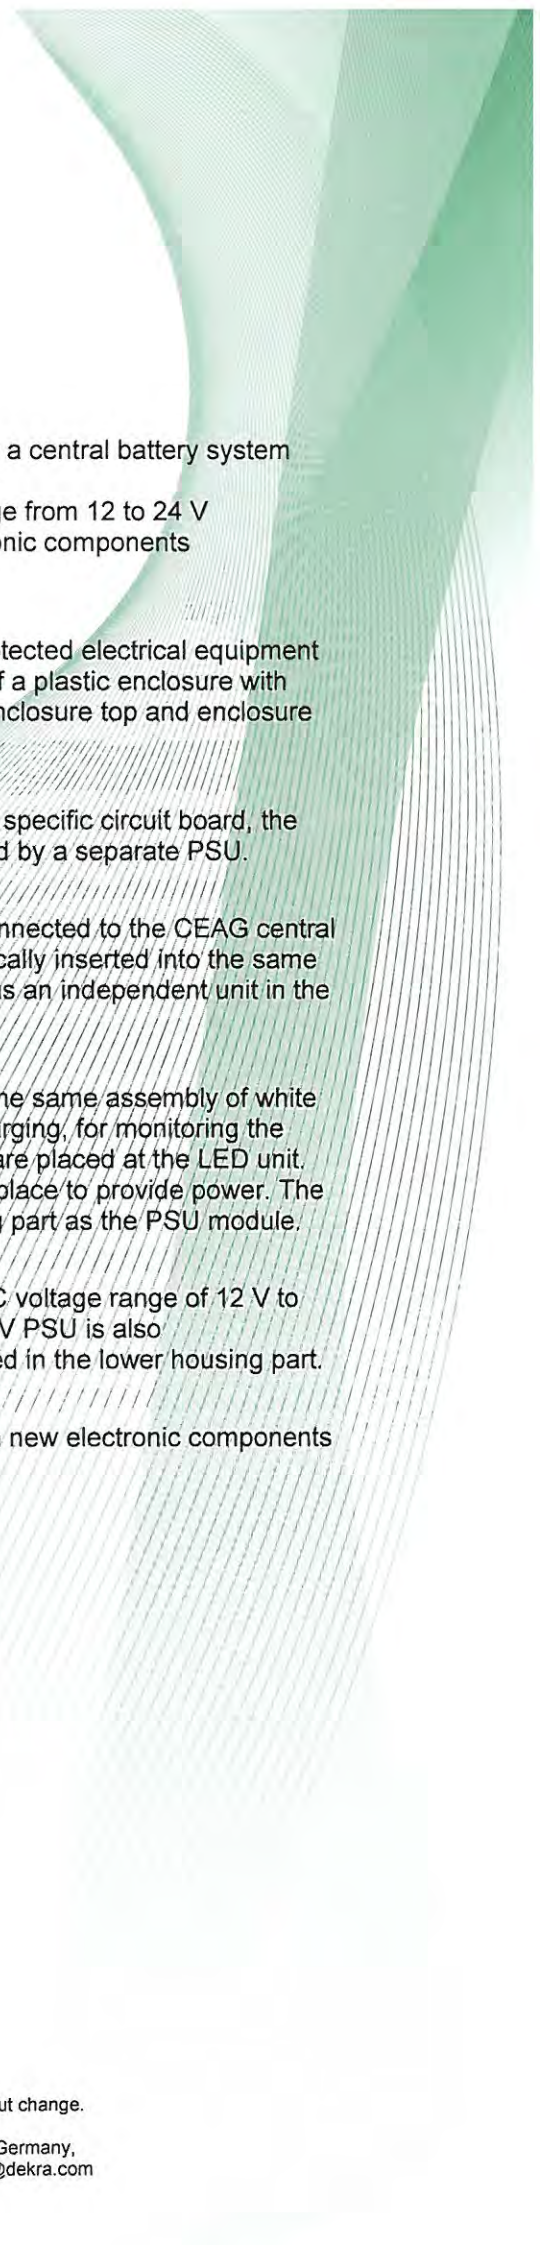 a central battery system
ge from 12 to 24 V
onic components
otected electrical equipment
f a plastic enclosure with
nclosure top and enclosure
specific circuit board, the
d by a separate PSU.
nnected to the CEAG central
cally inserted into the same
us an independent unit in the
he same assembly of white
arging, for monitoring the
are placed at the LED unit.
place to provide power. The
g part as the PSU module.
C voltage range of 12 V to
V PSU is also
ed in the lower housing part.
new electronic components
ut change.
Germany,
@dekra.com